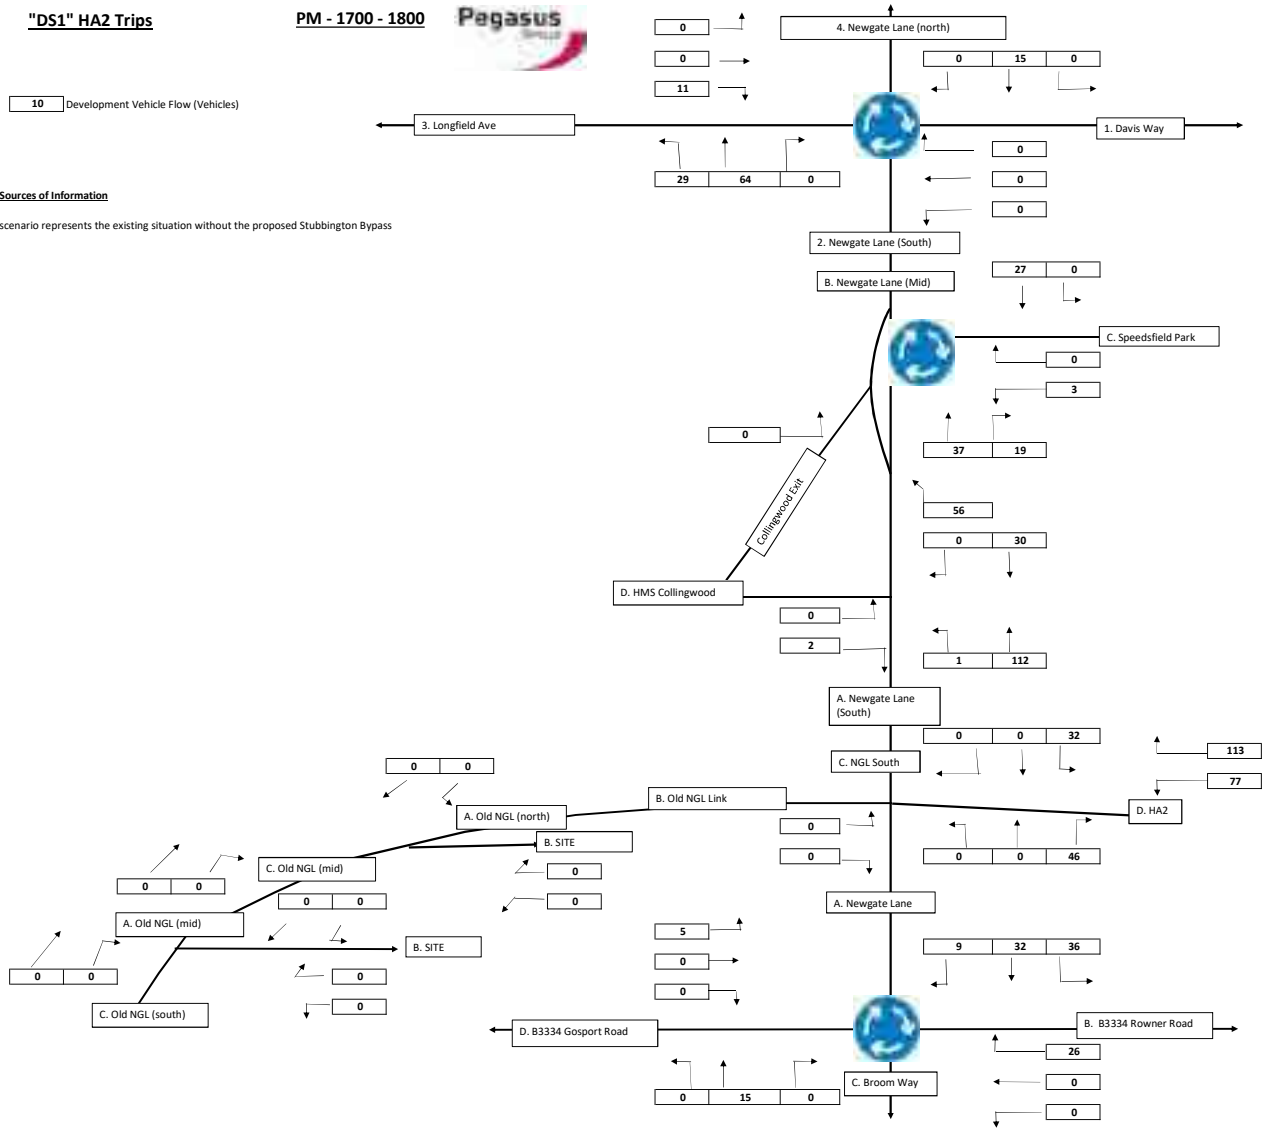 "DS1" HA2 Trips
PM - 1700 - 1800
Pegasus
0
4. Newgate Lane (north)
0
0 15 0
11
10 Development Vehicle Flow (Vehicles)
3. Longfield Ave
1. Davis Way
0
29 64 0
0
Sources of Information
0
scenario represents the existing situation without the proposed Stubbington Bypass
2. Newgate Lane (South)
27 0
B. Newgate Lane (Mid)
C. Speedsfield Park
0
3
0
37 19
Collingwood Exit
56
0 30
D. HMS Collingwood
0
2
1 112
A. Newgate Lane
(South)
0 0 32
113
C. NGL South
0 0
77
B. Old NGL Link
D. HA2
A. Old NGL (north)
0
B. SITE
0
0 0 46
C. Old NGL (mid)
0
0 0
0 0
0
A. Newgate Lane
A. Old NGL (mid)
5
B. SITE
9 32 36
0
0 0
0
0
0
C. Old NGL (south)
D. B3334 Gosport Road
B. B3334 Rowner Road
26
C. Broom Way
0
0 15 0
0